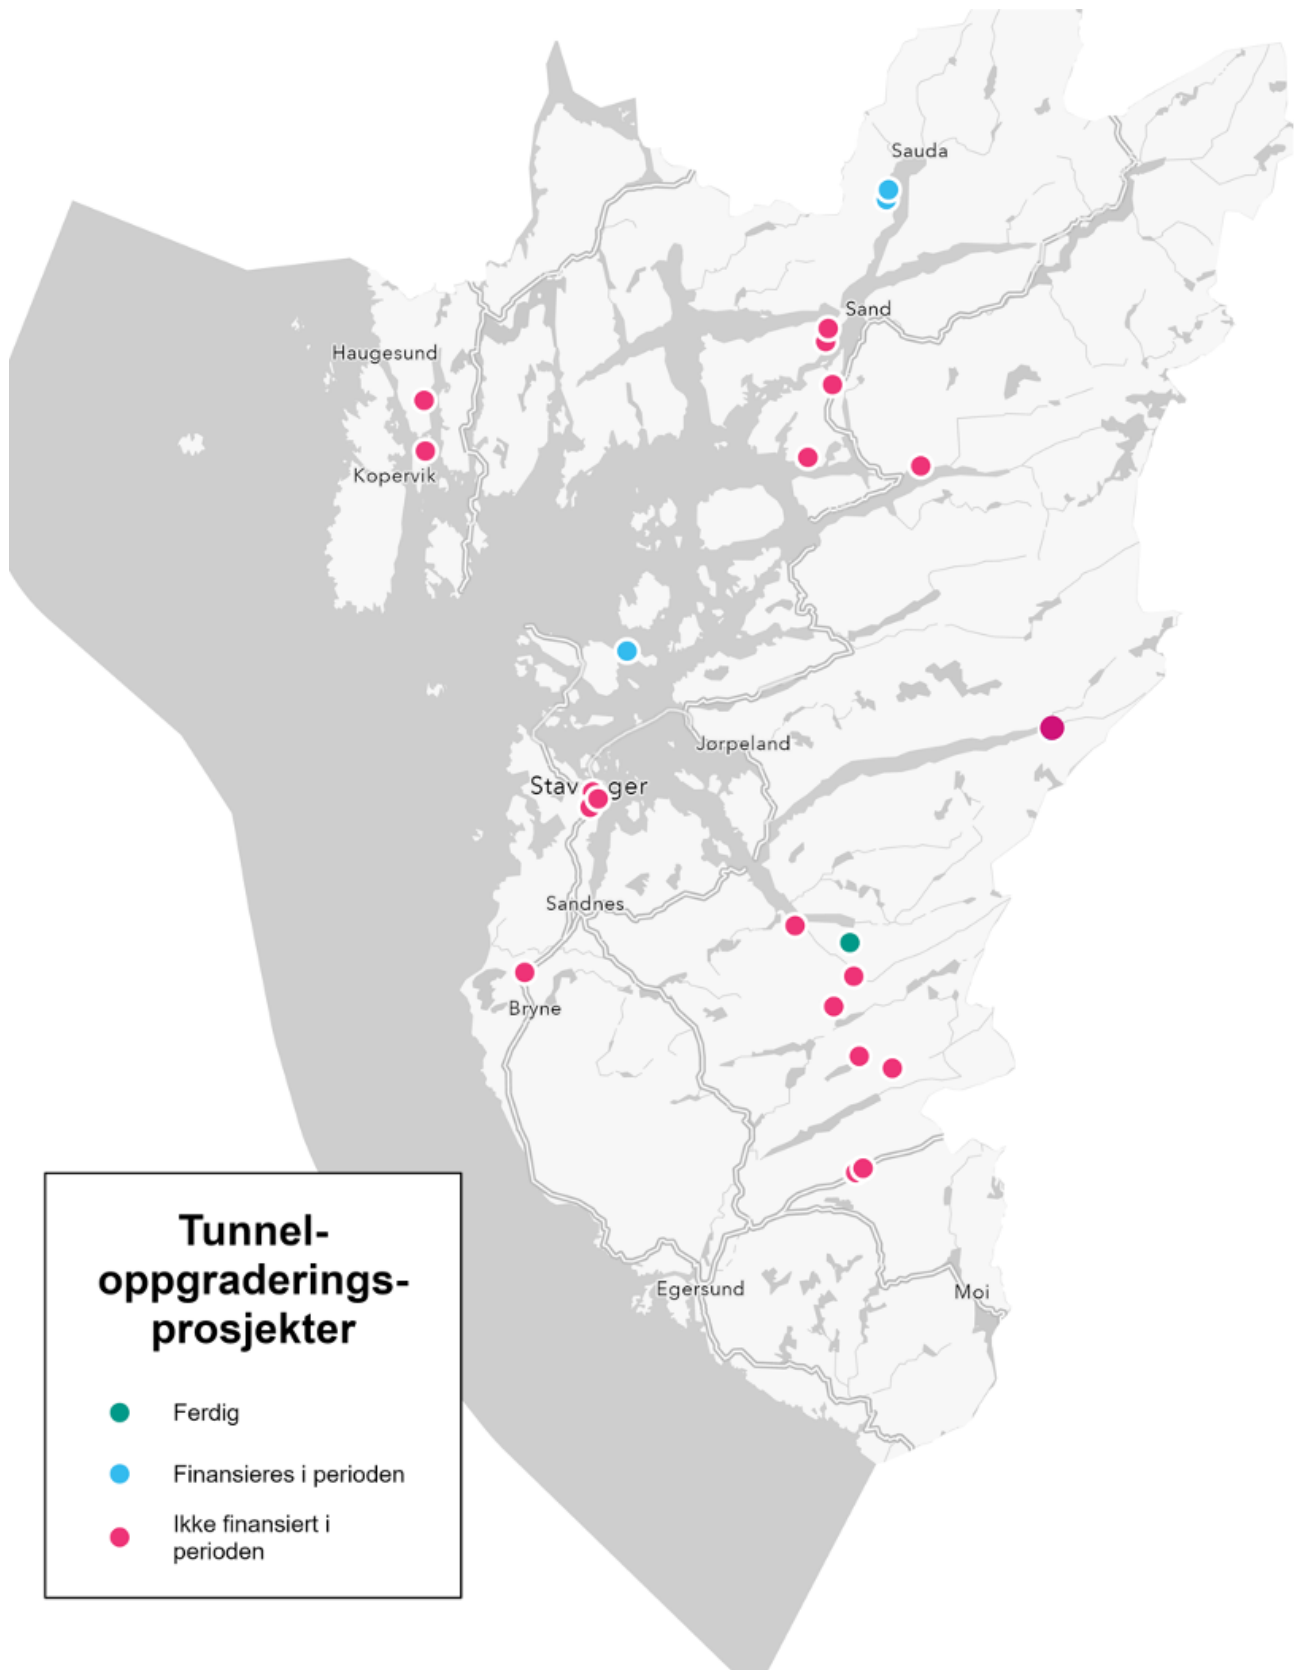 Sauda
Sand
Haugesund
Kopervik
Jørpeland
Stav ger
Sandnes
Bryne
Egersund
Moi
Tunnel-
oppgraderings-
prosjekter
Ferdig
Finansieres i perioden
Ikke finansiert i
perioden